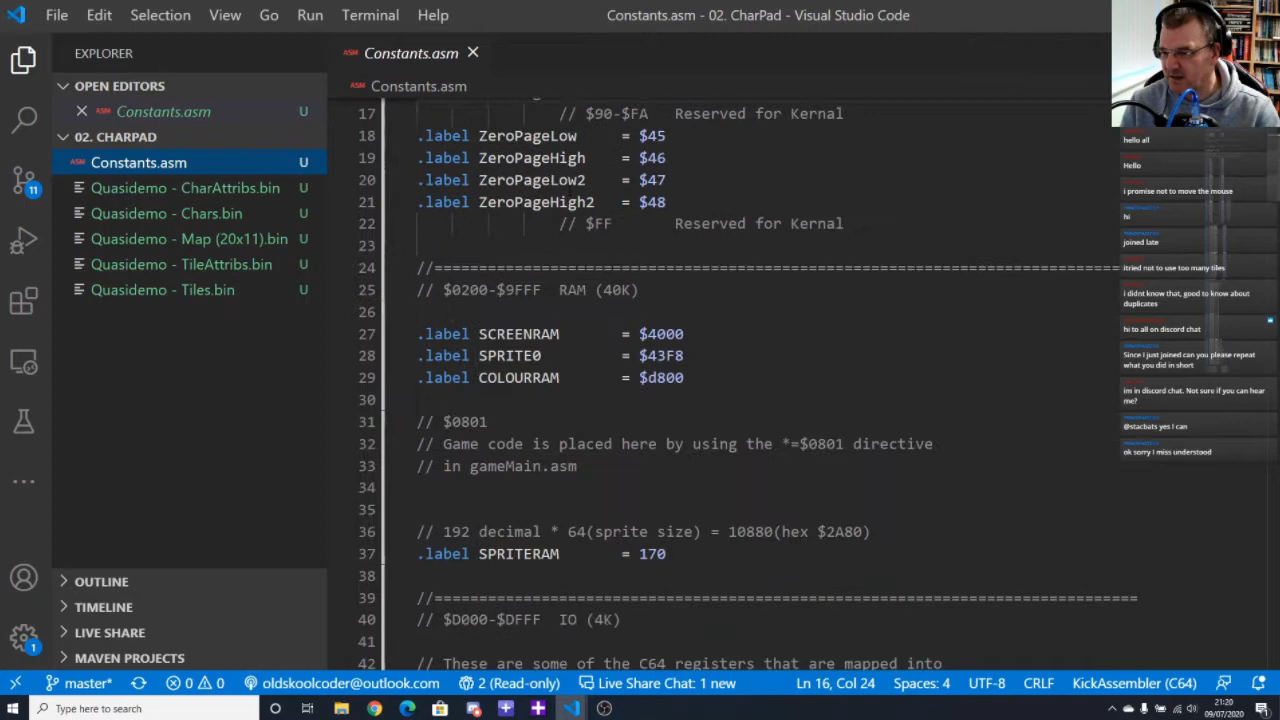 File Edit Selection View Go Run Terminal Help Constants.asm - 02. CharPad - Visual Studio Code
EXPLORER
OPEN EDITORS
ASM Constants.asm U
02. CHARPAD
ASM Constants.asm U
Quasidemo - CharAttribs.bin U
Quasidemo - Chars.bin U
Quasidemo - Map (20x11).bin U
Quasidemo - TileAttribs.bin U
Quasidemo - Tiles.bin U
OUTLINE
TIMELINE
LIVE SHARE
MAVEN PROJECTS
11
1
ASM Constants.asm
ASM Constants.asm
17 // $90-$FA Reserved for Kernal
18 .label ZeroPageLow = $45
19 .label ZeroPageHigh = $46
20 .label ZeroPageLow2 = $47
21 .label ZeroPageHigh2 = $48
22 // $FF Reserved for Kernal
23
24 //==============================================================================
25 // $0200-$9FFF RAM (40K)
26
27 .label SCREENRAM = $4000
28 .label SPRITE0 = $43F8
29 .label COLOURRAM = $d800
30
31 // $0801
32 // Game code is placed here by using the *=$0801 directive
33 // in gameMain.asm
34
35
36 // 192 decimal * 64(sprite size) = 10880(hex $2A80)
37 .label SPRITERAM = 170
38
39 //==============================================================================
40 // $D000-$DFFF IO (4K)
41
42 // These are some of the C64 registers that are mapped into
hello all
Hello
i promise not to move the mouse
hi
joined late
itried not to use too many tiles
i didnt know that, good to know about
duplicates
hi to all on discord chat
Since I just joined can you please repeat
what you did in short
im in discord chat. Not sure if you can hear
me?
@stacbats yes I can
ok sorry I miss understood
master* 0 0 oldskoolcoder@outlook.com 2 (Read-only) Live Share Chat: 1 new Ln 16, Col 24 Spaces: 4 UTF-8 CRLF KickAssembler (C64)
Type here to search
21:20
09/07/2020